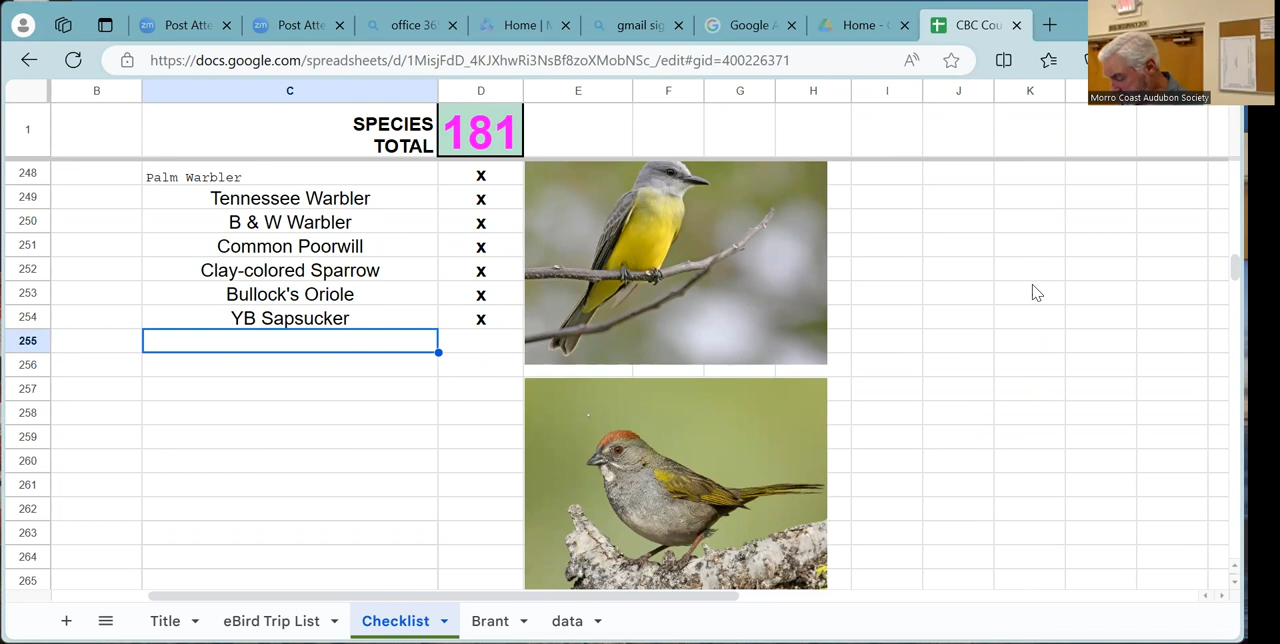 Post Atte
Post Atte
office 36
Home |
gmail sig
Google
Home -
CBC Cou
https://docs.google.com/spreadsheets/d/1MisjFdD_4KJXhwRi3NsBf8zoXMobNSc_/edit#gid=400226371
Morro Coast Audubon Society
B C D E F G H I J K
1 SPECIES TOTAL 181
248 Palm Warbler x
249 Tennessee Warbler x
250 B & W Warbler x
251 Common Poorwill x
252 Clay-colored Sparrow x
253 Bullock's Oriole x
254 YB Sapsucker x
255
256
257
258
259
260
261
262
263
264
265
Title eBird Trip List Checklist Brant data